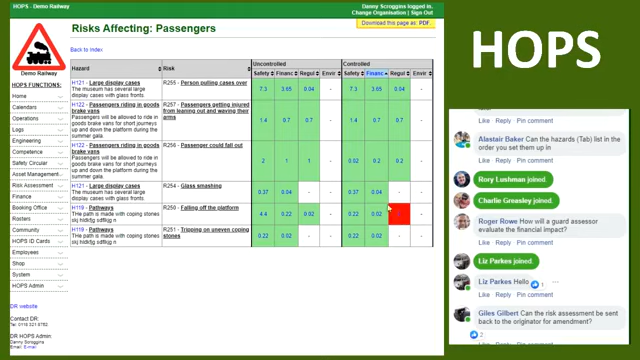 HOPS - Demo Railway
Danny Scroggins logged in.
Change Organisation | Sign Out
Risks Affecting: Passengers
Download this page as: PDF.
Back to Index
Demo Railway
HOPS FUNCTIONS:
Home
Calendars
Operations
Logs
Engineering
Competence
Safety Circular
Asset Management
Risk Assessment
Finance
Booking Office
Rosters
Community
HOPS ID Cards
Employees
Shop
System
HOPS Admin
DR website
Contact DR:
Tel: 0116 321 8752
DR HOPS Admin
Danny Scroggins
Email: E-mail
Uncontrolled Controlled
Hazard Risk Safety Financ Regul Envir Safety Financ Regul Envir
H121 - Large display cases
The museum has several large
display cases with glass fronts
R255 - Person pulling cases over
7.3 3.65 0.04 - 7.3 3.65 0.04 -
H122 - Passengers riding in goods
brake vans
Passengers will be allowed to ride in
goods brake vans for short journeys
up and down the platform during the
summer gala.
R257 - Passengers getting injured
from leaning out and waving their
arms
1.4 0.7 0.7 - 1.4 0.7 0.7 -
H122 - Passengers riding in goods
brake vans
Passengers will be allowed to ride in
goods brake vans for short journeys
up and down the platform during the
summer gala.
R256 - Passenger could fall out
2 1 1 - 0.02 0.2 0.2 -
H121 - Large display cases
The museum has several large
display cases with glass fronts
R254 - Glass smashing
0.37 0.04 - - 0.37 0.04 - -
H119 - Pathways
R250 - Falling off the platform
4.4 0.22 0.02 - 0.22 0.02 -
H119 - Pathways
R251 - Tripping on uneven coping
stones
0.22 0.02 - - 0.22 0.02 - -
HOPS
Like · Reply · Pin comment
Alastair Baker Can the hazards (Tab) list in the
order you set them up in
Like · Reply · Pin comment
Rory Lushman joined.
Charlie Greasley joined.
Roger Rowe How will a guard assessor
evaluate the financial impact?
Like · Reply · Pin comment
Liz Parkes joined.
Liz Parkes Hello 1
Like · Reply · Pin comment
Giles Gilbert Can the risk assessment be sent
back to the originator for amendment?
2
Like · Reply · Pin comment